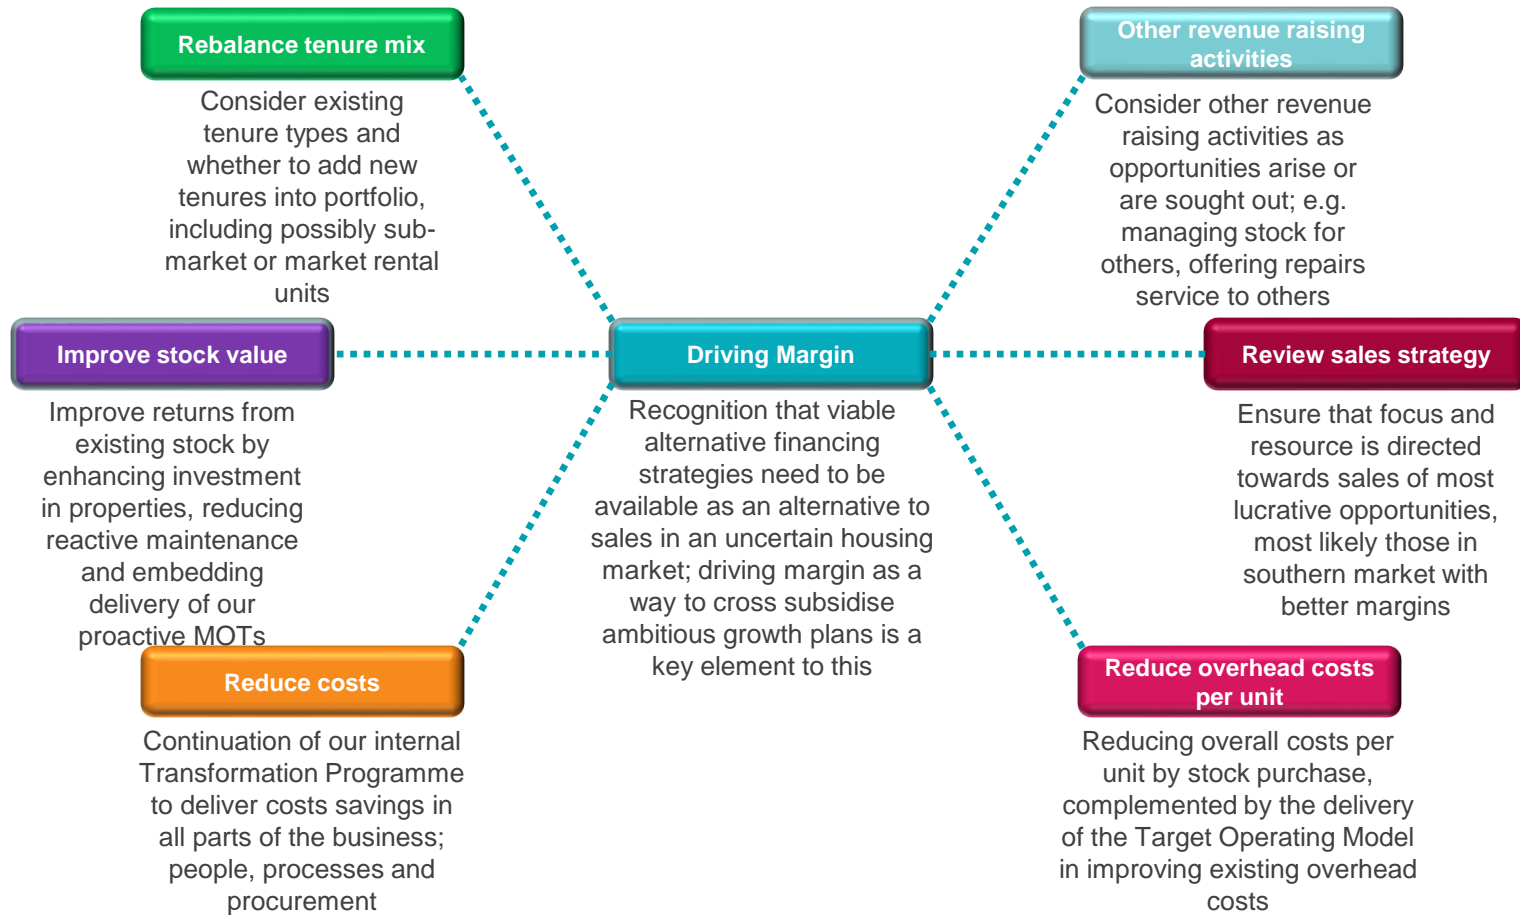 Rebalance tenure mix
Consider existing
tenure types and
whether to add new
tenures into portfolio,
including possibly sub-
market or market rental
units
Other revenue raising
activities
Consider other revenue
raising activities as
opportunities arise or
are sought out; e.g.
managing stock for
others, offering repairs
service to others
Improve stock value
Improve returns from
existing stock by
enhancing investment
in properties, reducing
reactive maintenance
and embedding
delivery of our
proactive MOTs
Driving Margin
Recognition that viable
alternative financing
strategies need to be
available as an alternative to
sales in an uncertain housing
market; driving margin as a
way to cross subsidise
ambitious growth plans is a
key element to this
Review sales strategy
Ensure that focus and
resource is directed
towards sales of most
lucrative opportunities,
most likely those in
southern market with
better margins
Reduce costs
Continuation of our internal
Transformation Programme
to deliver costs savings in
all parts of the business;
people, processes and
procurement
Reduce overhead costs
per unit
Reducing overall costs per
unit by stock purchase,
complemented by the delivery
of the Target Operating Model
in improving existing overhead
costs